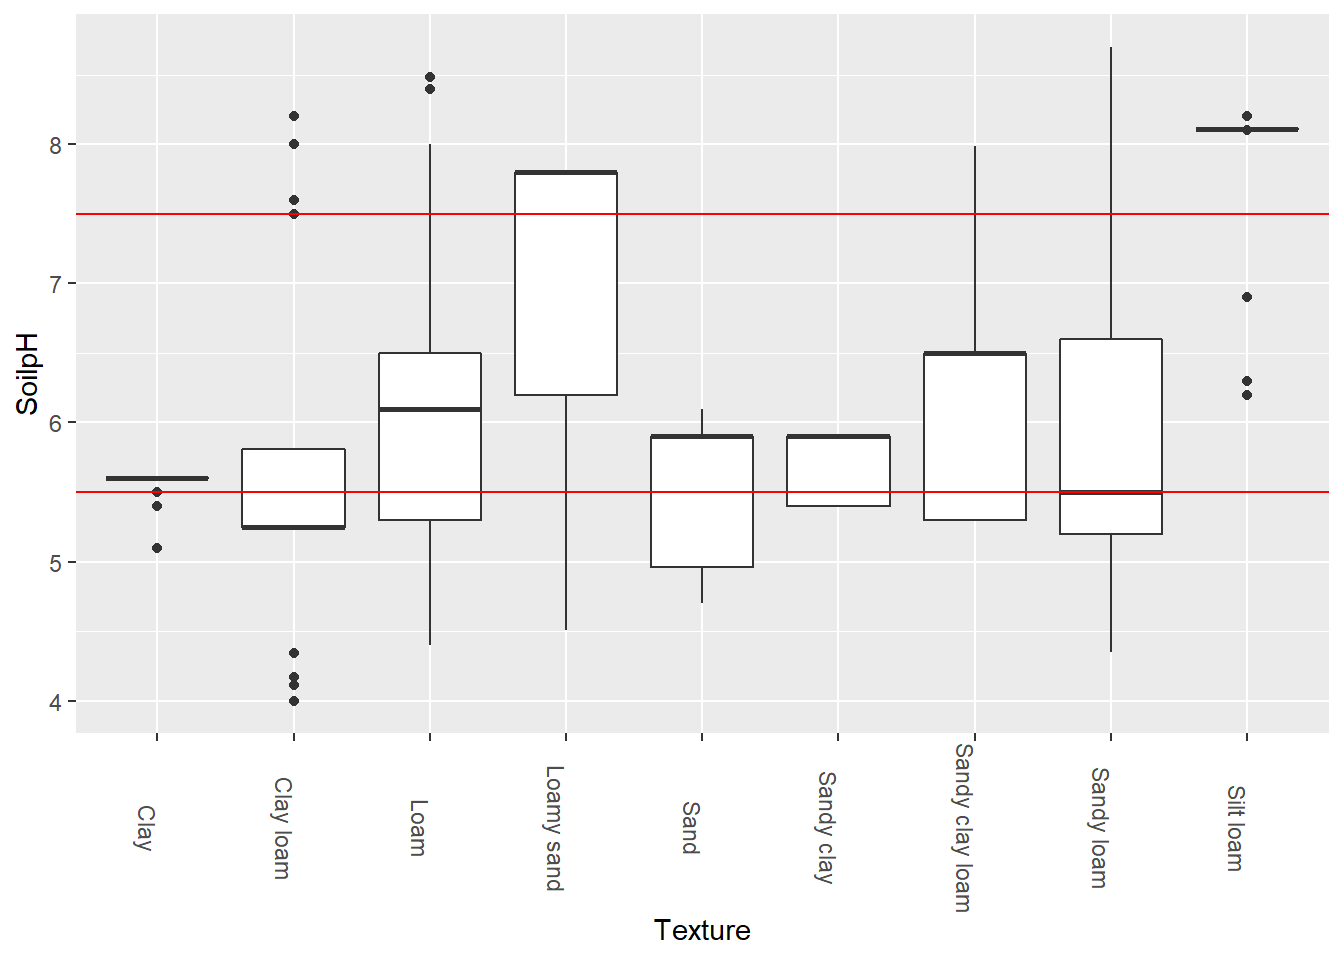 8
7
6
5
4
SoilpH
Clay
Clay loam
Loam
Loamy sand
Sand
Sandy clay
Sandy clay loam
Sandy loam
Silt loam
Texture